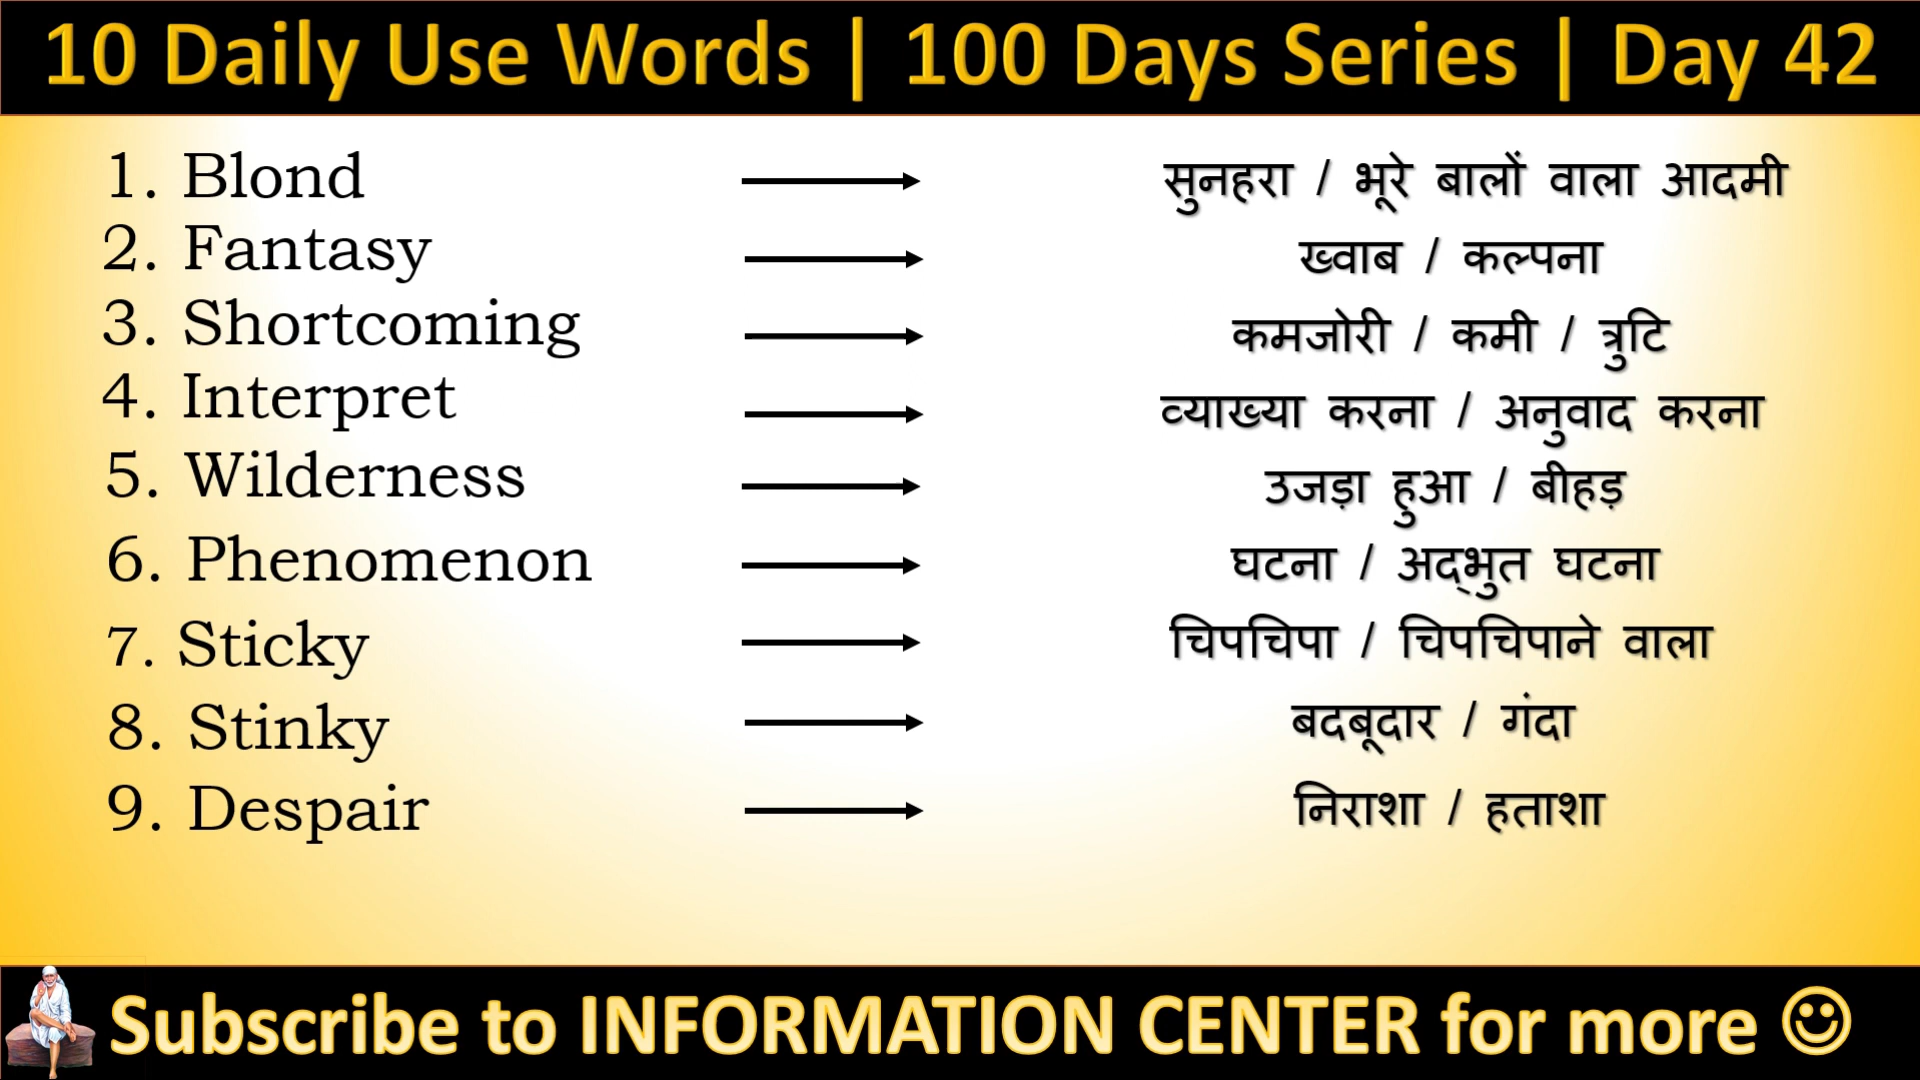 10 Daily Use Words | 100 Days Series | Day 42
1. Blond सुनहरा / भूरे बालों वाला आदमी
2. Fantasy ख्वाब / कल्पना
3. Shortcoming कमजोरी / कमी / त्रुटि
4. Interpret व्याख्या करना / अनुवाद करना
5. Wilderness उजड़ा हुआ / बीहड़
6. Phenomenon घटना / अद्‌भुत घटना
7. Sticky चिपचिपा / चिपचिपाने वाला
8. Stinky बदबूदार / गंदा
9. Despair निराशा / हताशा
Subscribe to INFORMATION CENTER for more ☺